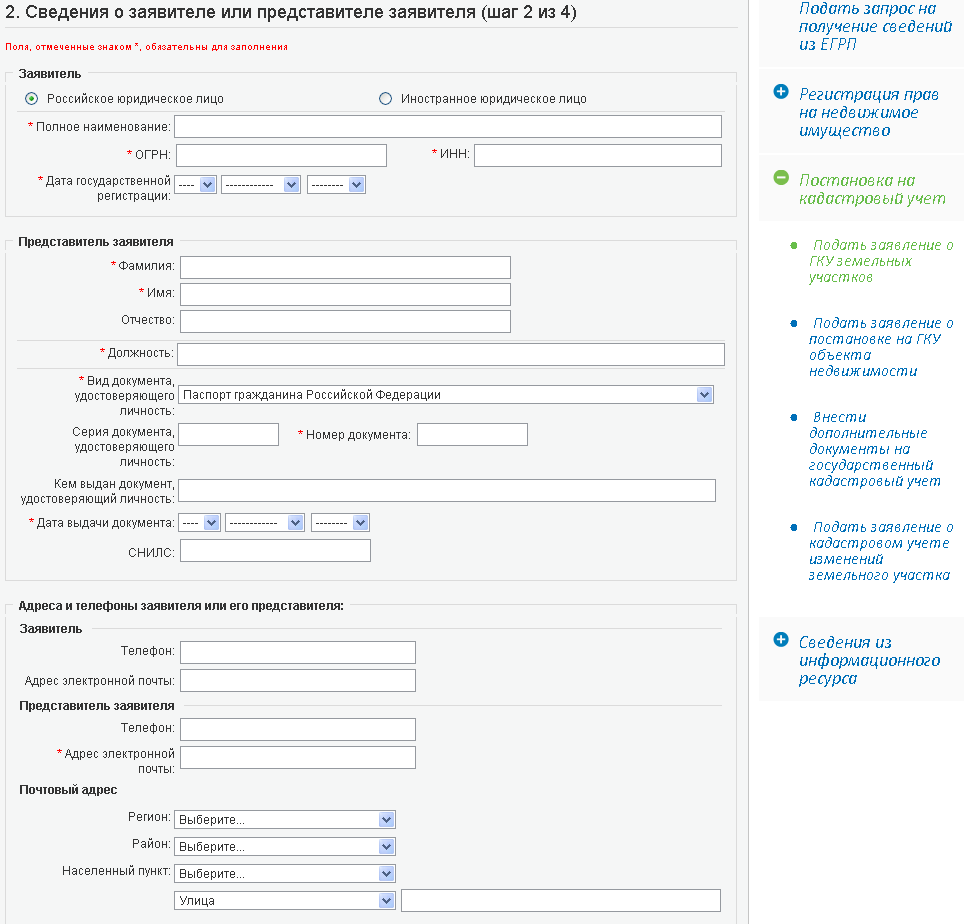 2. Сведения о заявителе или представителе заявителя (шаг 2 из 4)
Поля, отмеченные знаком *, обязательны для заполнения
Заявитель
Российское юридическое лицо
Иностранное юридическое лицо
* Полное наименование:
* ОГРН:
* ИНН:
* Дата государственной
регистрации:
----
------------
--------
Представитель заявителя
* Фамилия:
* Имя:
Отчество:
* Должность:
* Вид документа,
удостоверяющего
личность:
Паспорт гражданина Российской Федерации
Серия документа,
удостоверяющего
личность:
* Номер документа:
Кем выдан документ,
удостоверяющий личность:
* Дата выдачи документа:
----
------------
--------
СНИЛС:
Адреса и телефоны заявителя или его представителя:
Заявитель
Телефон:
Адрес электронной почты:
Представитель заявителя
Телефон:
* Адрес электронной
почты:
Почтовый адрес
Регион:
Выберите...
Район:
Выберите...
Населенный пункт:
Выберите...
Улица
Подать запрос на
получение сведений
из ЕГРП
Регистрация прав
на недвижимое
имущество
Постановка на
кадастровый учет
Подать заявление о
ГКУ земельных
участков
Подать заявление о
постановке на ГКУ
объекта
недвижимости
Внести
дополнительные
документы на
государственный
кадастровый учет
Подать заявление о
кадастровом учете
изменений
земельного участка
Сведения из
информационного
ресурса